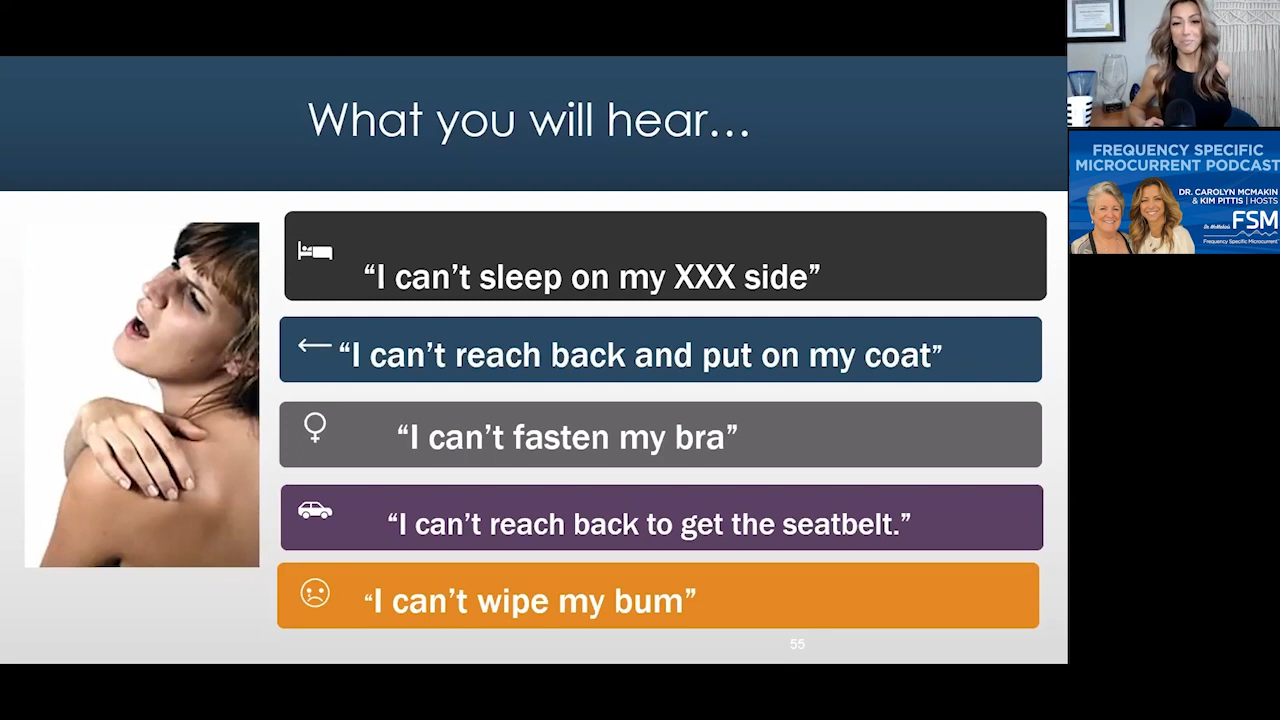 What you will hear...
“I can’t sleep on my XXX side”
“I can’t reach back and put on my coat”
“I can’t fasten my bra”
“I can’t reach back to get the seatbelt.”
“I can’t wipe my bum”
55
FREQUENCY SPECIFIC
MICROCURRENT PODCAST
DR. CAROLYN MCMAKIN
& KIM PITTIS | HOSTS
Dr. McMakin's FSM
Frequency Specific Microcurrent